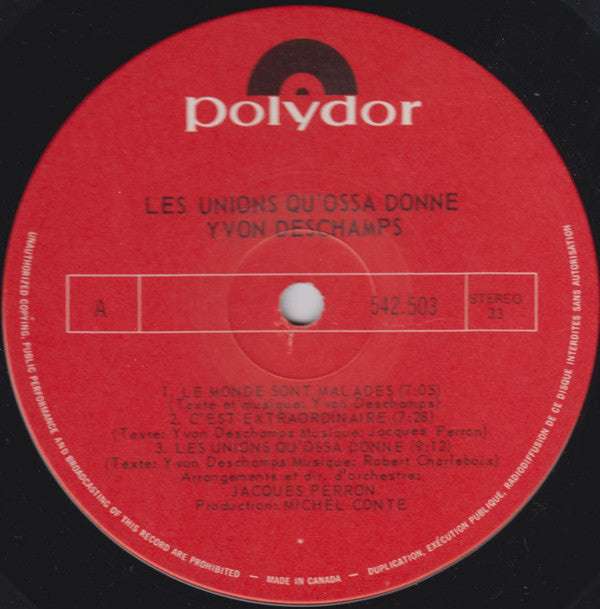 polydor
LES UNIONS QU'OSSA DONNE
YVON DESCHAMPS
A
542.503
STEREO
33
1. LE MONDE SONT MALADES (7:05)
(Texte et musique: Yvon Deschamps)
2. C'EST EXTRAORDINAIRE (7:28)
(Texte: Yvon Deschamps Musique: Jacques Perron)
3. LES UNIONS QU'OSSA DONNE (9:12)
(Texte: Yvon Deschamps Musique: Robert Charlebois)
Arrangements et dir. d'orchestre:
JACQUES PERRON
Production: MICHEL CONTE
UNAUTHORIZED COPYING, PUBLIC PERFORMANCE AND BROADCASTING OF THIS RECORD ARE PROHIBITED — MADE IN CANADA — DUPLICATION, EXÉCUTION PUBLIQUE, RADIODIFFUSION DE CE DISQUE INTERDITES SANS AUTORISATION